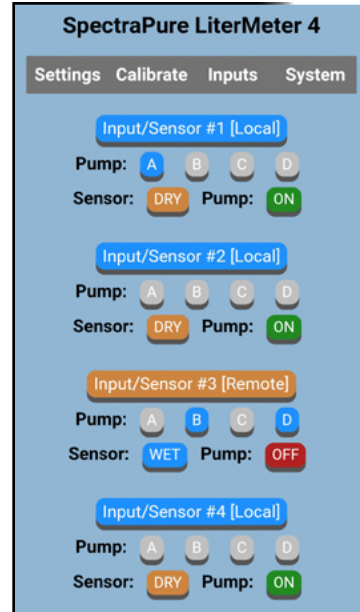 SpectraPure LiterMeter 4
Settings Calibrate Inputs System
Input/Sensor #1 [Local]
Pump: A B C D
Sensor: DRY Pump: ON
Input/Sensor #2 [Local]
Pump: A B C D
Sensor: DRY Pump: ON
Input/Sensor #3 [Remote]
Pump: A B C D
Sensor: WET Pump: OFF
Input/Sensor #4 [Local]
Pump: A B C D
Sensor: DRY Pump: ON